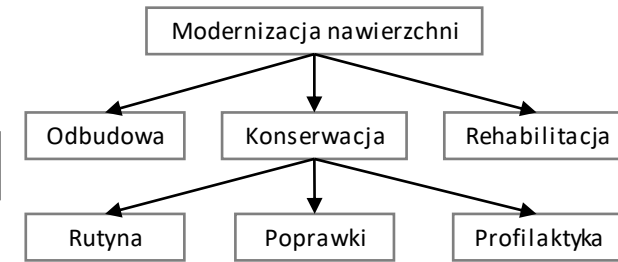 Modernizacja nawierzchni
Odbudowa
Konserwacja
Rehabilitacja
Rutyna
Poprawki
Profilaktyka